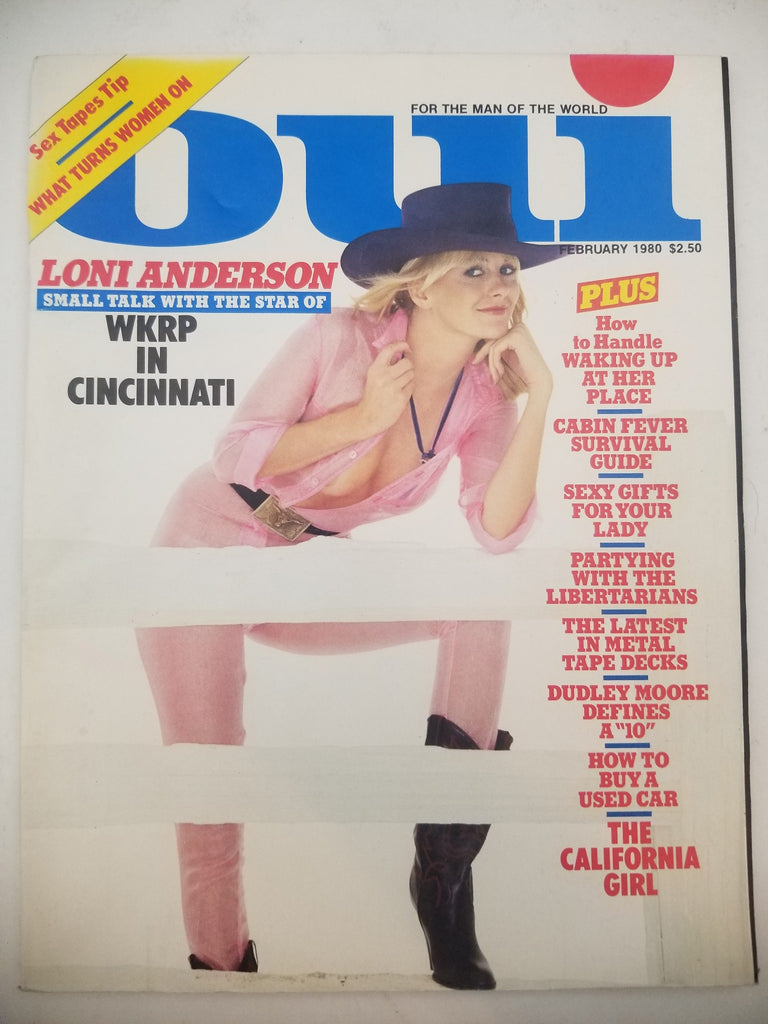 Sex Tapes Tip
WHAT TURNS WOMEN ON
FOR THE MAN OF THE WORLD
oui
FEBRUARY 1980 $2.50
LONI ANDERSON
SMALL TALK WITH THE STAR OF
WKRP
IN
CINCINNATI
PLUS
How
to Handle
WAKING UP
AT HER
PLACE
CABIN FEVER
SURVIVAL
GUIDE
SEXY GIFTS
FOR YOUR
LADY
PARTYING
WITH THE
LIBERTARIANS
THE LATEST
IN METAL
TAPE DECKS
DUDLEY MOORE
DEFINES
A "10"
HOW TO
BUY A
USED CAR
THE
CALIFORNIA
GIRL